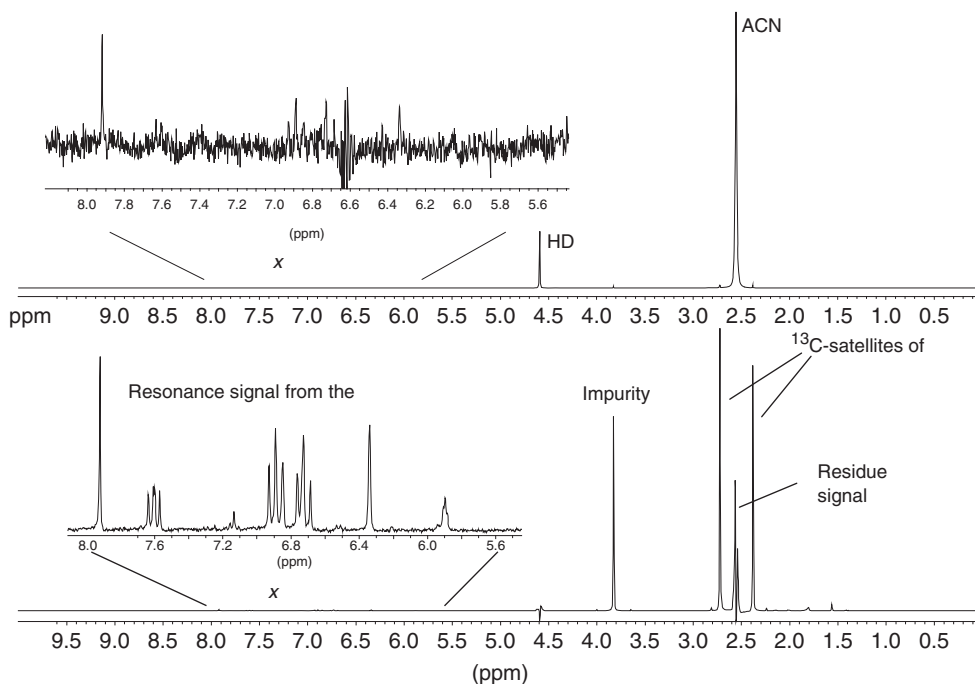 ACN
8.0 7.8 7.6 7.4 7.2 7.0 6.8 6.6 6.4 6.2 6.0 5.8 5.6
(ppm)
x
HD
ppm 9.0 8.5 8.0 7.5 7.0 6.5 6.0 5.5 5.0 4.5 4.0 3.5 3.0 2.5 2.0 1.5 1.0 0.5
13C-satellites of
Resonance signal from the
Impurity
Residue
signal
8.0 7.6 7.2 6.8 6.4 6.0 5.6
(ppm)
x
9.5 9.0 8.5 8.0 7.5 7.0 6.5 6.0 5.5 5.0 4.5 4.0 3.5 3.0 2.5 2.0 1.5 1.0 0.5
(ppm)